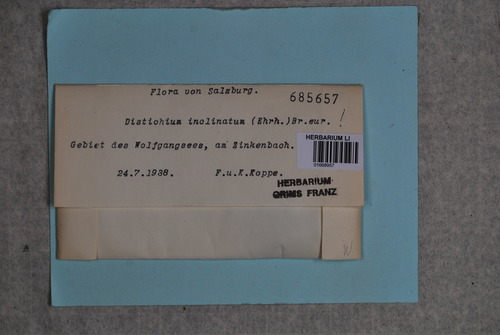 Flora von Salzburg.
685657
Distichium inclinatum (Ehrh.) Br.eur. !
Gebiet des Wolfgangsees, am Zinkenbach.
HERBARIUM LI
24.7.1938. F.u.K.Koppe.
HERBARIUM
GRIMS FRANZ